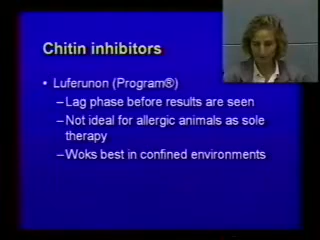 Chitin inhibitors
• Luferunon (Program®)
–Lag phase before results are seen
–Not ideal for allergic animals as sole
therapy
–Woks best in confined environments